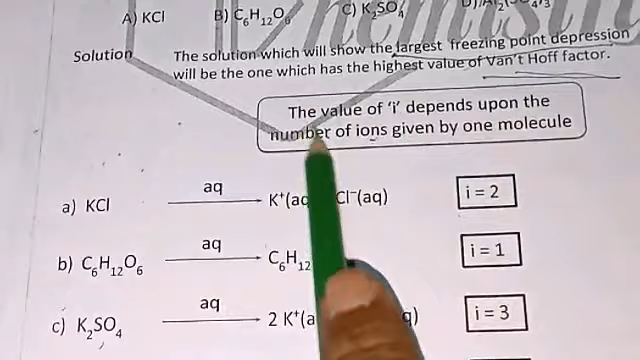 A) KCl B) C₆H₁₂O₆ C) K₂SO₄
Solution The solution which will show the largest freezing point depression
will be the one which has the highest value of Van't Hoff factor.
The value of 'i' depends upon the
number of ions given by one molecule
a) KCl aq K⁺(aq Cl⁻(aq) i = 2
b) C₆H₁₂O₆ aq C₆H₁₂ i = 1
c) K₂SO₄ aq 2 K⁺(a q) i = 3